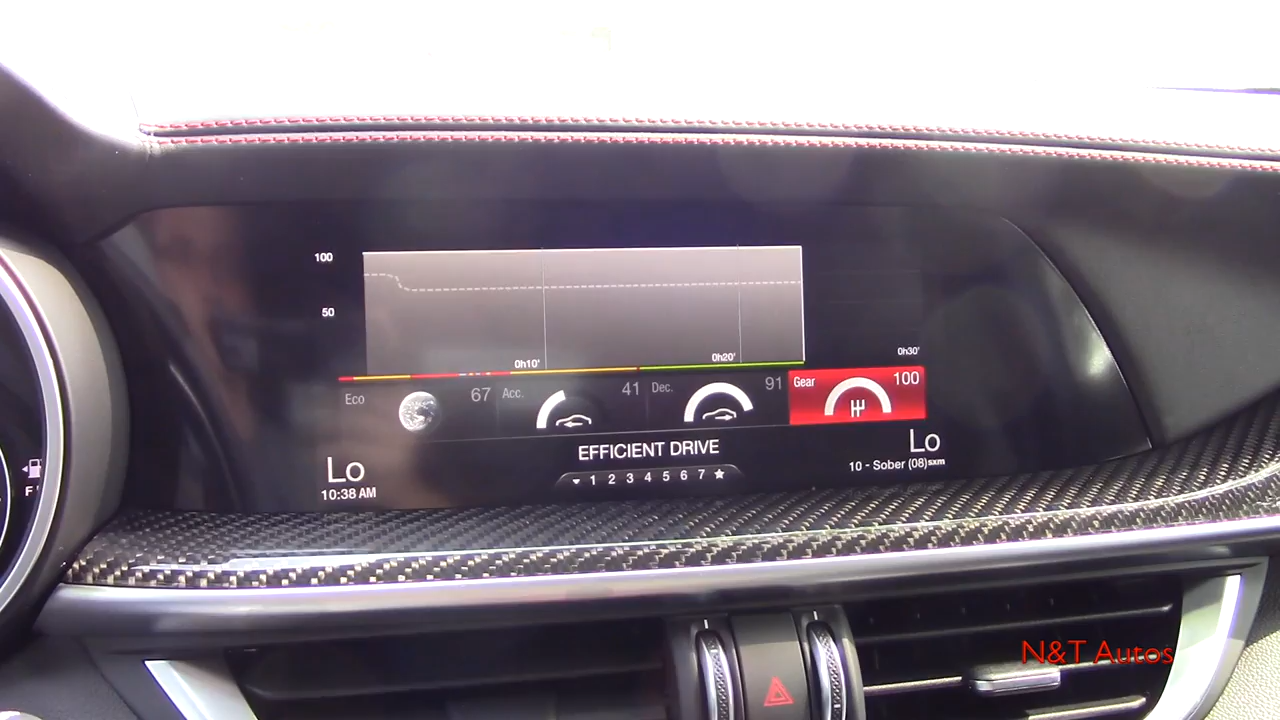 100
50
0h10'
0h20'
0h30'
Eco 67
Acc. 41
Dec. 91
Gear 100
EFFICIENT DRIVE
1 2 3 4 5 6 7
Lo
10:38 AM
Lo
10 - Sober (08)sxm
F
N&T Autos